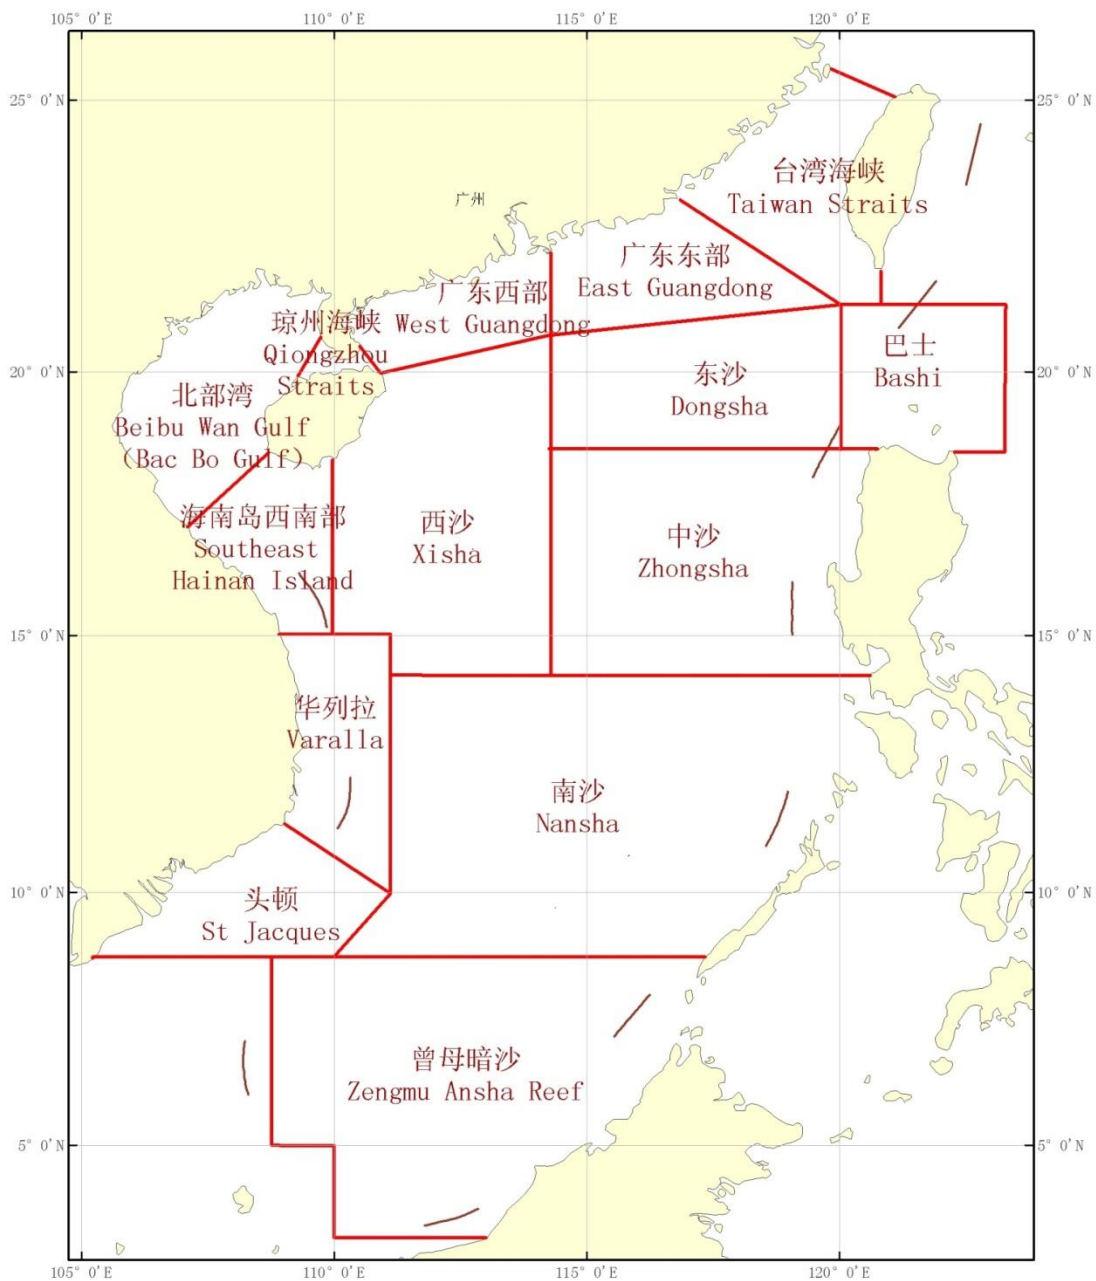 105° 0'E 110° 0'E 115° 0'E 120° 0'E
25° 0'N 25° 0'N
台湾海峡
Taiwan Straits
广州
广东东部
East Guangdong
广东西部
West Guangdong
琼州海峡
Qiongzhou
Straits
巴士
Bashi
20° 0'N 20° 0'N
东沙
Dongsha
北部湾
Beibu Wan Gulf
(Bac Bo Gulf)
海南岛西南部
Southeast
Hainan Island
西沙
Xisha
中沙
Zhongsha
15° 0'N 15° 0'N
华列拉
Varalla
南沙
Nansha
10° 0'N 10° 0'N
头顿
St Jacques
曾母暗沙
Zengmu Ansha Reef
5° 0'N 5° 0'N
105° 0'E 110° 0'E 115° 0'E 120° 0'E